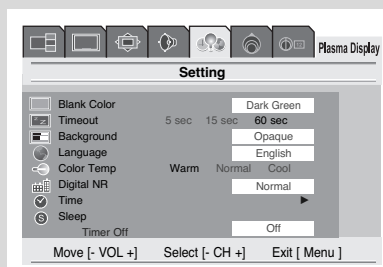 Plasma Display
Setting
Blank Color Dark Green
Timeout 5 sec 15 sec 60 sec
Background Opaque
Language English
Color Temp Warm Normal Cool
Digital NR Normal
Time
Sleep
Timer Off Off
Move [- VOL +] Select [- CH +] Exit [ Menu ]